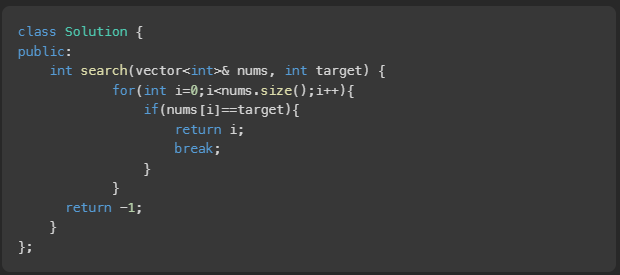 class Solution {
public:
    int search(vector<int>& nums, int target) {
            for(int i=0;i<nums.size();i++){
                if(nums[i]==target){
                    return i;
                    break;
                }
            }
      return -1;
    }
};